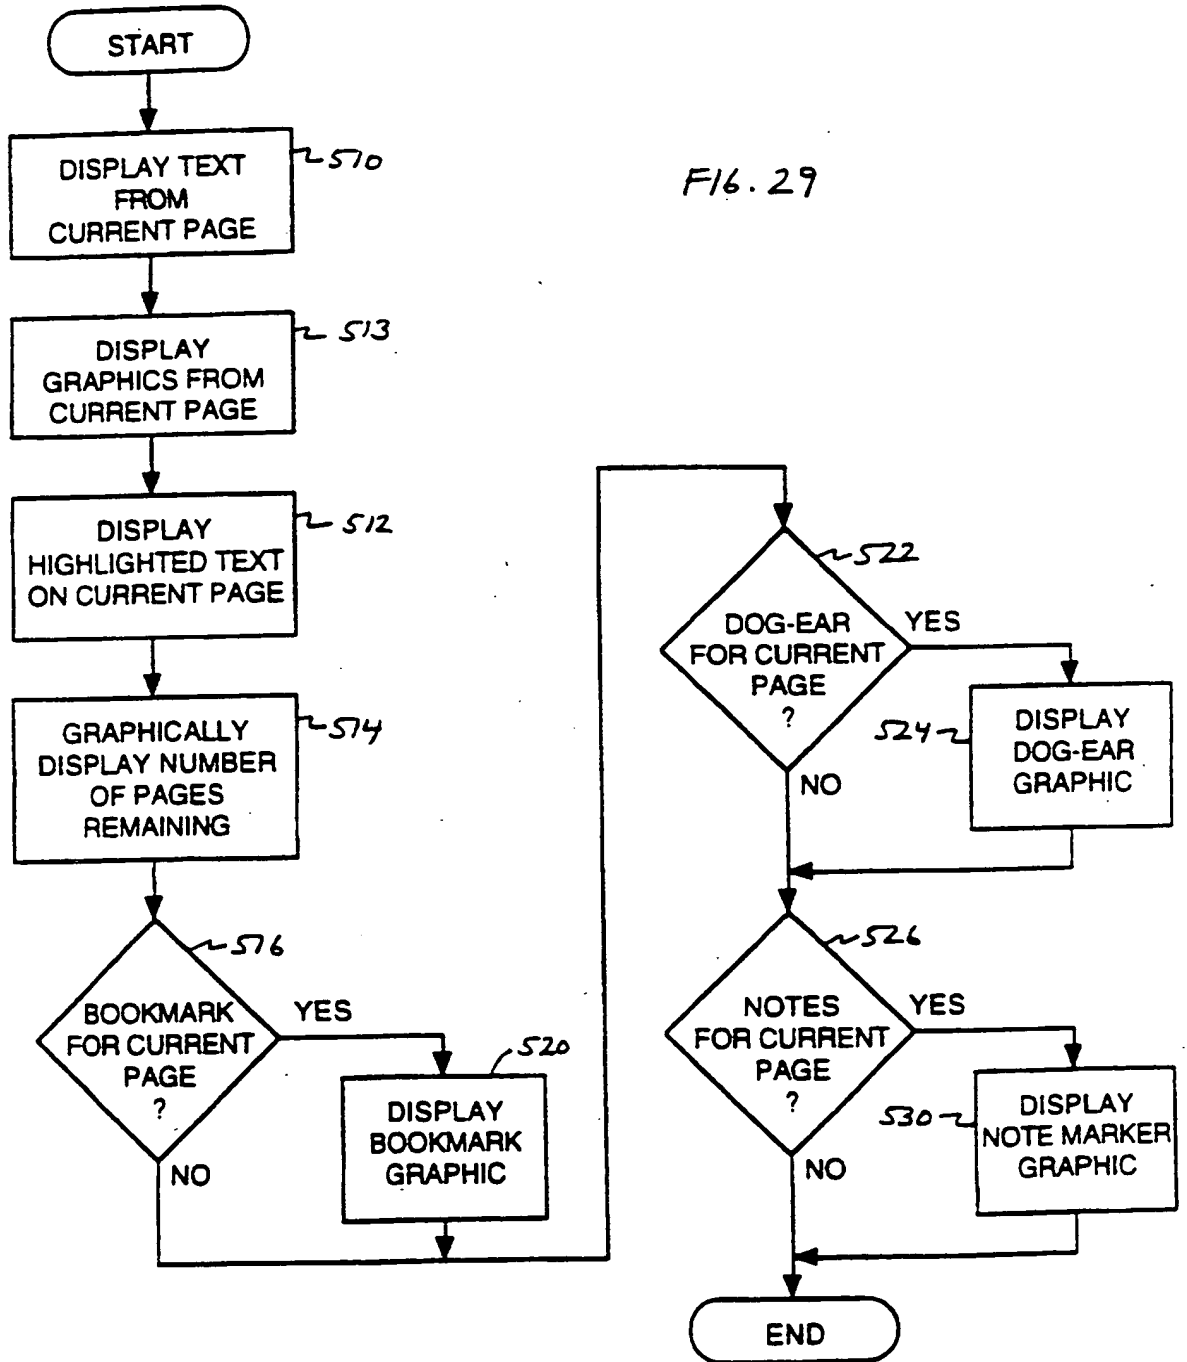 START
DISPLAY TEXT
FROM
CURRENT PAGE
510
FIG. 29
DISPLAY
GRAPHICS FROM
CURRENT PAGE
513
DISPLAY
HIGHLIGHTED TEXT
ON CURRENT PAGE
512
GRAPHICALLY
DISPLAY NUMBER
OF PAGES
REMAINING
514
BOOKMARK
FOR CURRENT
PAGE
?
516
YES
NO
520
DISPLAY
BOOKMARK
GRAPHIC
522
DOG-EAR
FOR CURRENT
PAGE
?
YES
NO
524
DISPLAY
DOG-EAR
GRAPHIC
526
NOTES
FOR CURRENT
PAGE
?
YES
NO
530
DISPLAY
NOTE MARKER
GRAPHIC
END